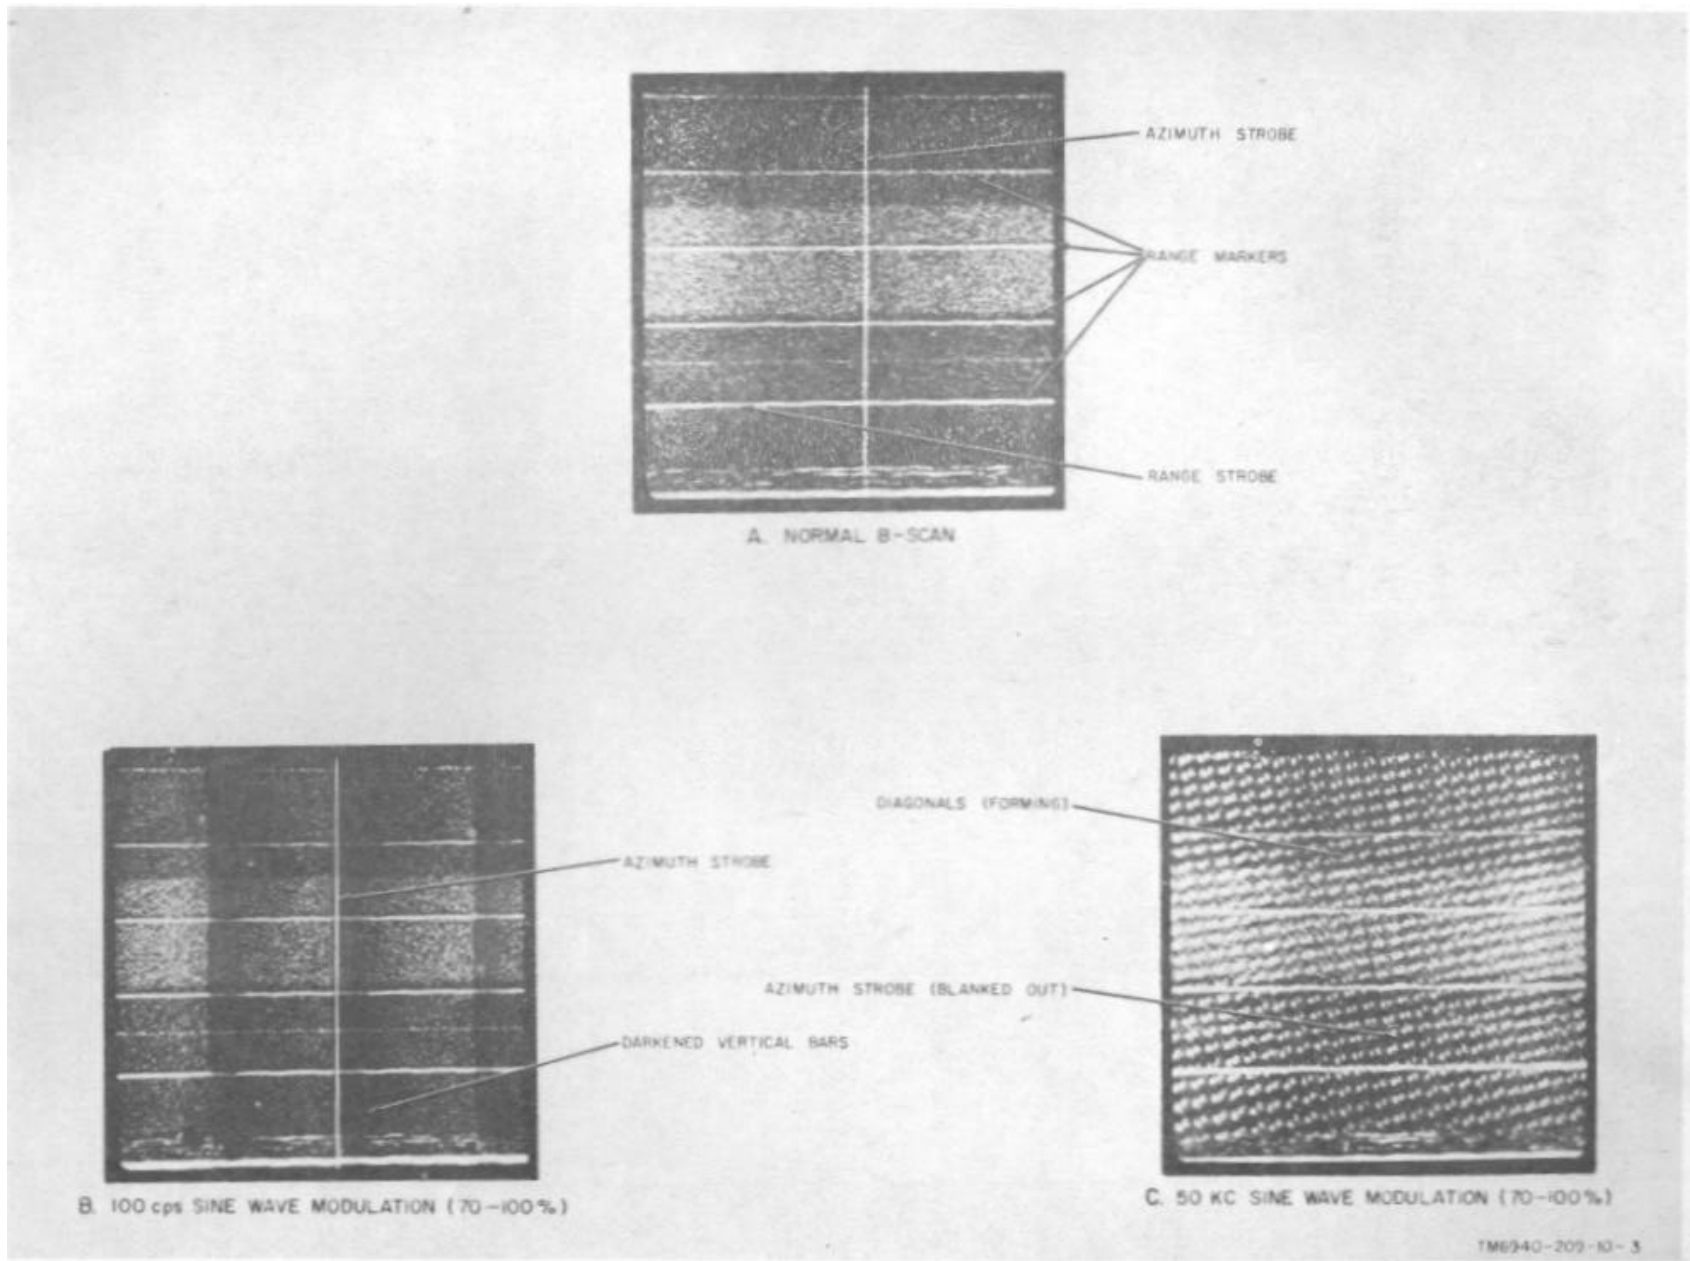 AZIMUTH STROBE
RANGE MARKERS
RANGE STROBE
A. NORMAL B-SCAN
DIAGONALS (FORMING)
AZIMUTH STROBE
AZIMUTH STROBE (BLANKED OUT)
DARKENED VERTICAL BARS
B. 100 cps SINE WAVE MODULATION (70-100%)
C. 50 KC SINE WAVE MODULATION (70-100%)
TM6940-209-10-3